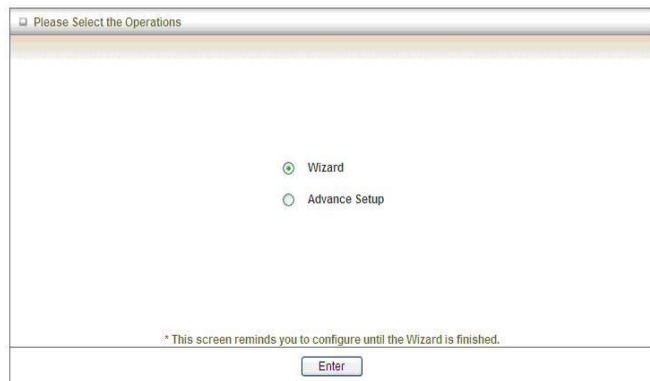 Please Select the Operations
Wizard
Advance Setup
* This screen reminds you to configure until the Wizard is finished.
Enter